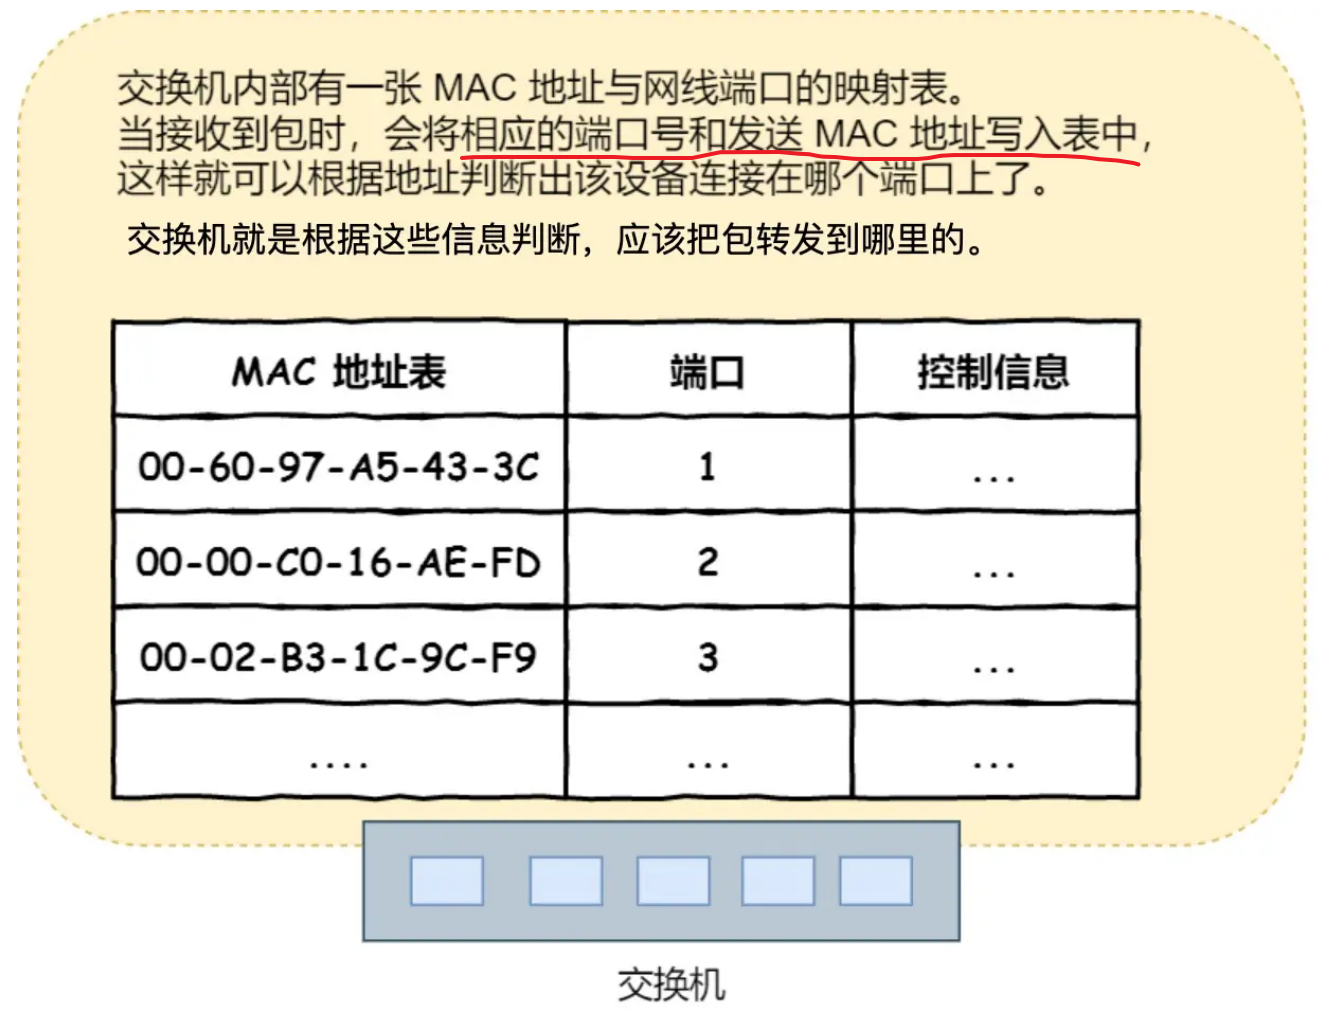 交换机内部有一张 MAC 地址与网线端口的映射表。
当接收到包时，会将相应的端口号和发送 MAC 地址写入表中，
这样就可以根据地址判断出该设备连接在哪个端口上了。
交换机就是根据这些信息判断，应该把包转发到哪里的。
MAC 地址表 端口 控制信息
00-60-97-A5-43-3C 1 ...
00-00-C0-16-AE-FD 2 ...
00-02-B3-1C-9C-F9 3 ...
.... ... ...
交换机